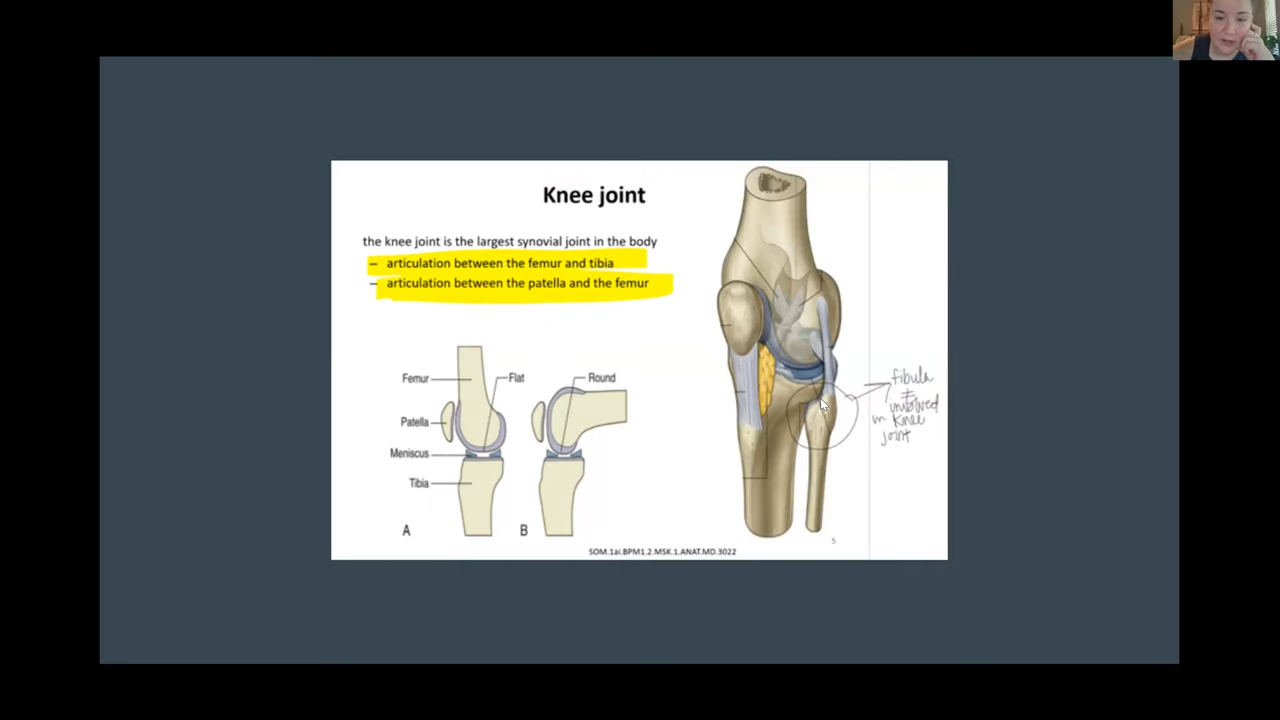 Knee joint
the knee joint is the largest synovial joint in the body
– articulation between the femur and tibia
– articulation between the patella and the femur
Femur
Flat
Round
Patella
Meniscus
Tibia
A
B
fibula
≠
involved
in knee
joint
5
SOM.1ai.BPM1.2.MSK.1.ANAT.MD.3022